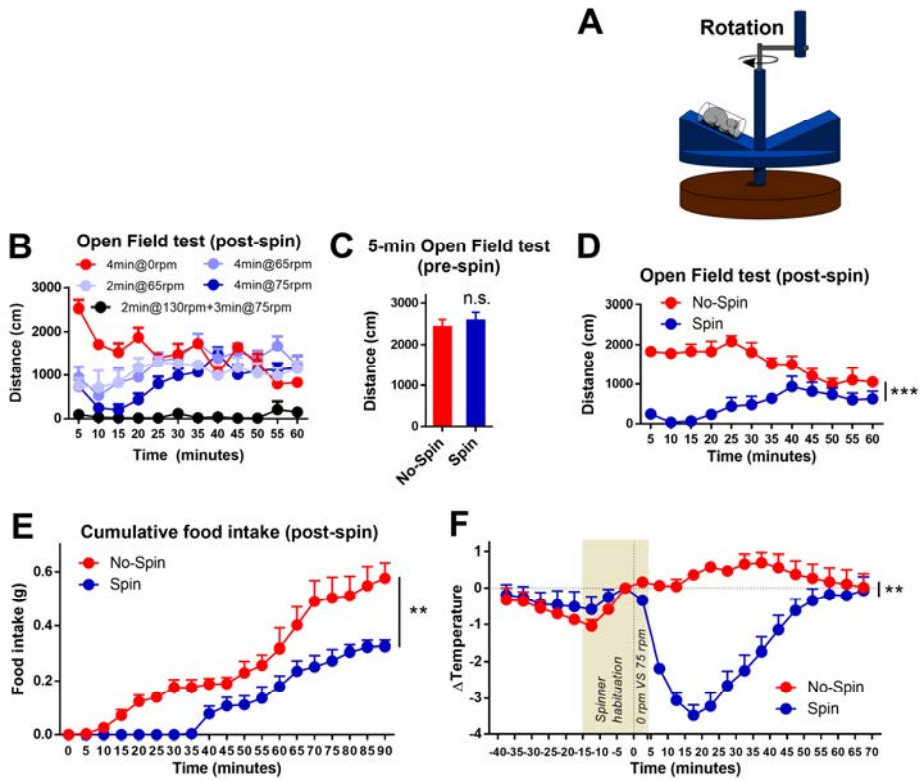 A
Rotation
B
Open Field test (post-spin)
4min@0rpm
4min@65rpm
2min@65rpm
4min@75rpm
2min@130rpm+3min@75rpm
Distance (cm)
3000
2000
1000
0
5 10 15 20 25 30 35 40 45 50 55 60
Time (minutes)
C
5-min Open Field test
(pre-spin)
n.s.
Distance (cm)
3000
2000
1000
0
No-Spin
Spin
D
Open Field test (post-spin)
No-Spin
Spin
Distance (cm)
3000
2000
1000
0
5 10 15 20 25 30 35 40 45 50 55 60
Time (minutes)
***
E
Cumulative food intake (post-spin)
No-Spin
Spin
Food intake (g)
0.6
0.4
0.2
0.0
0 5 10 15 20 25 30 35 40 45 50 55 60 65 70 75 80 85 90
Time (minutes)
**
F
ΔTemperature
1
0
-1
-2
-3
-4
Spinner
habituation
0 rpm VS 75 rpm
No-Spin
Spin
-40-35-30-25-20-15-10-5 0 5 10 15 20 25 30 35 40 45 50 55 60 65 70
Time (minutes)
**